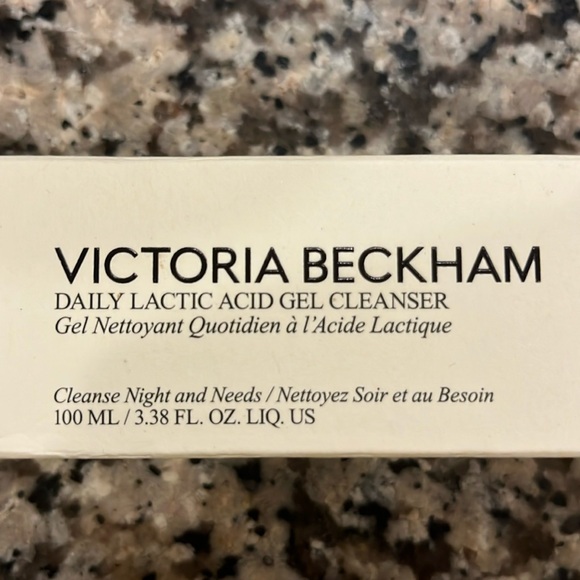 VICTORIA BECKHAM
DAILY LACTIC ACID GEL CLEANSER
Gel Nettoyant Quotidien à l'Acide Lactique
Cleanse Night and Needs / Nettoyez Soir et au Besoin
100 ML / 3.38 FL. OZ. LIQ. US